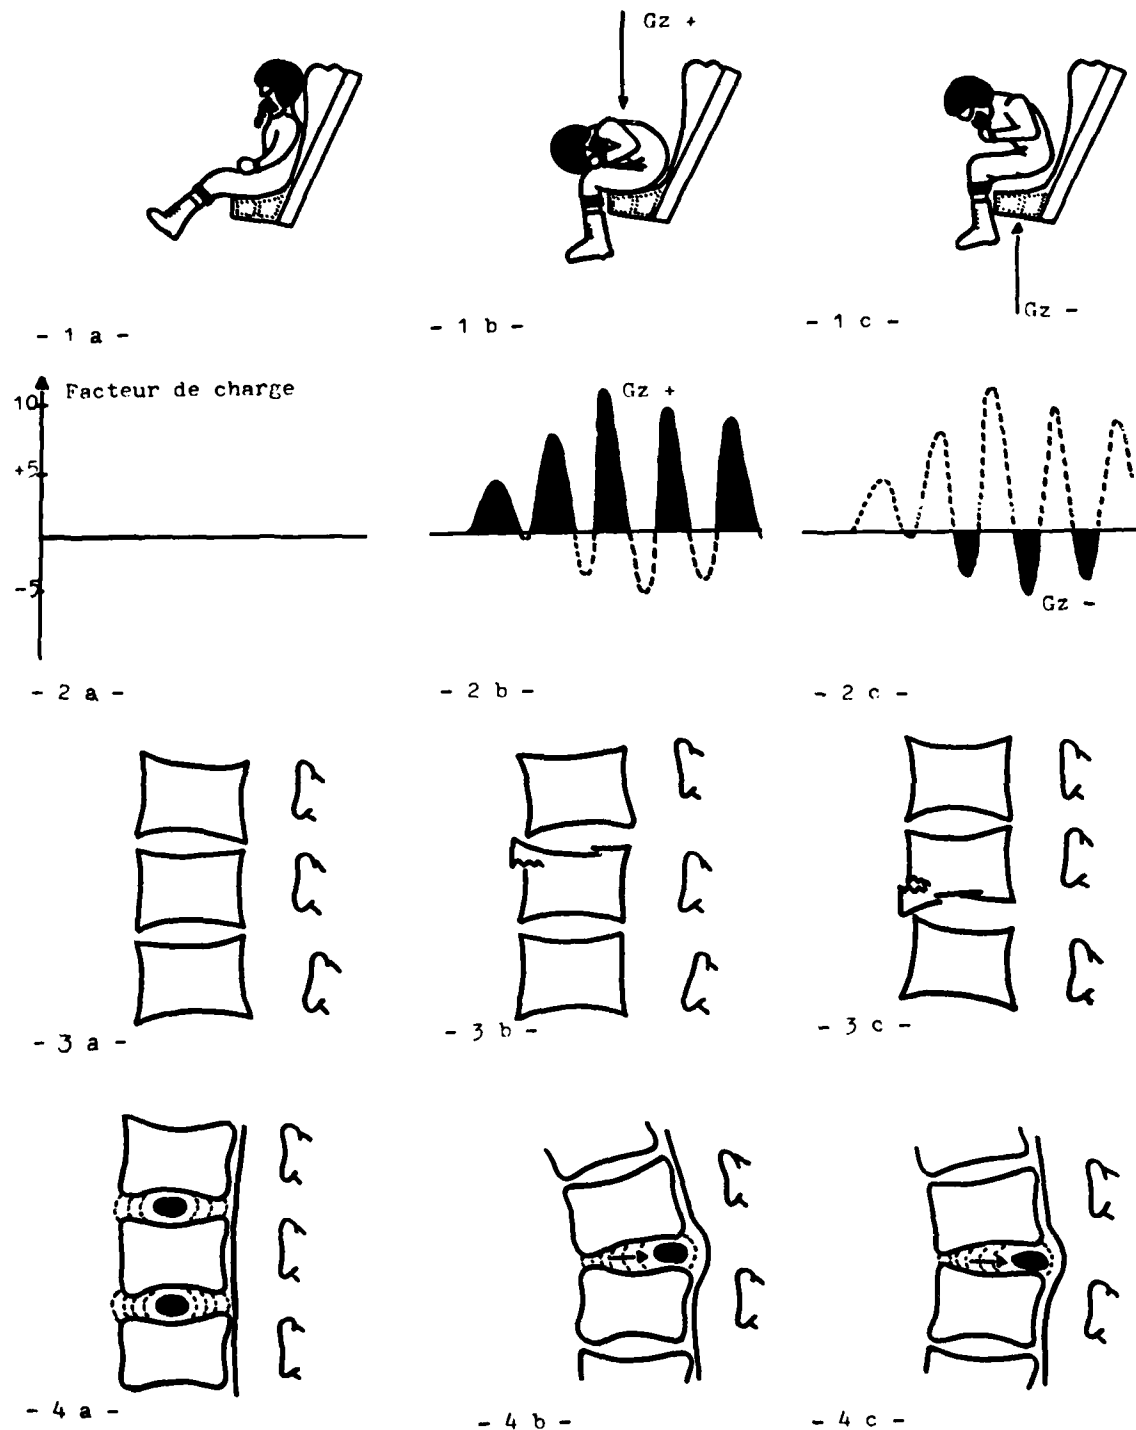 Gz +
Gz -
- 1 a -
- 1 b -
- 1 c -
Facteur de charge
10
+5
-5
Gz +
Gz -
- 2 a -
- 2 b -
- 2 c -
- 3 a -
- 3 b -
- 3 c -
- 4 a -
- 4 b -
- 4 c -